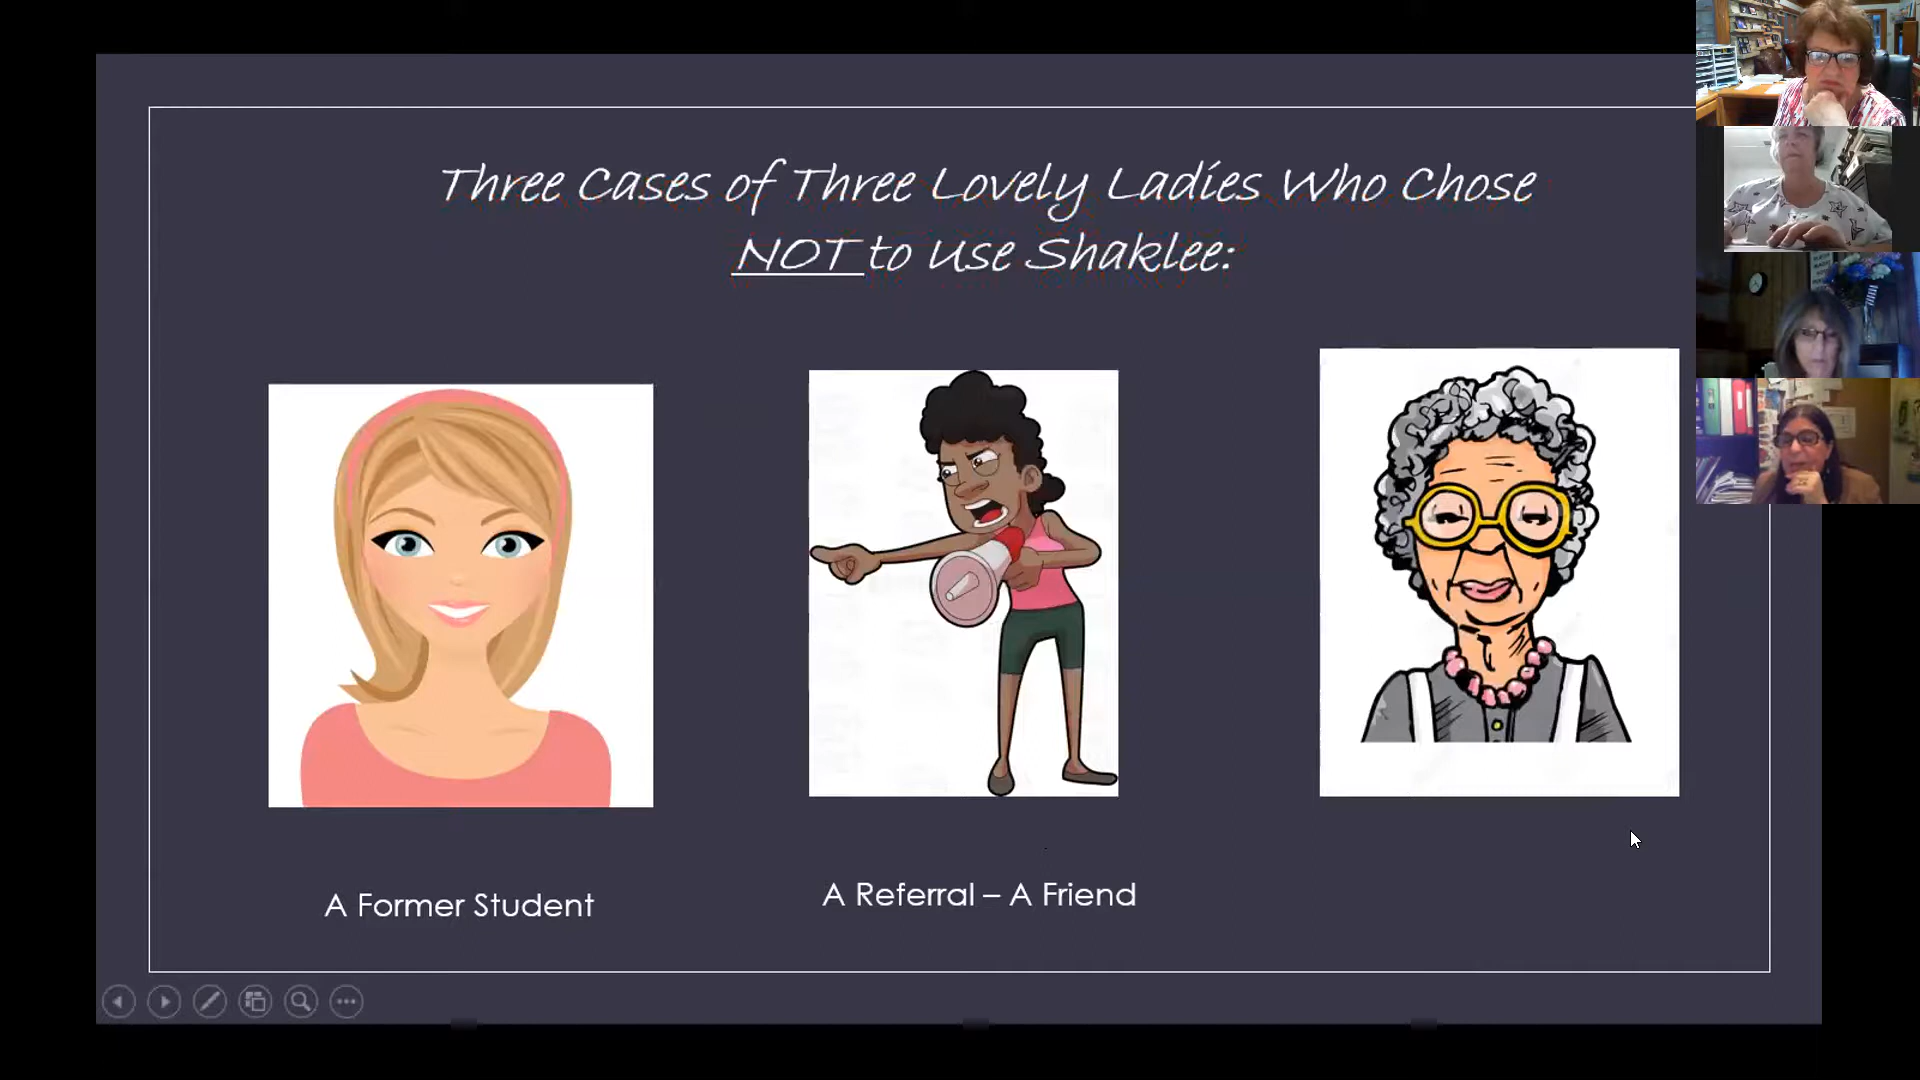 Three Cases of Three Lovely Ladies Who Chose
NOT to Use Shaklee:
A Former Student
A Referral – A Friend